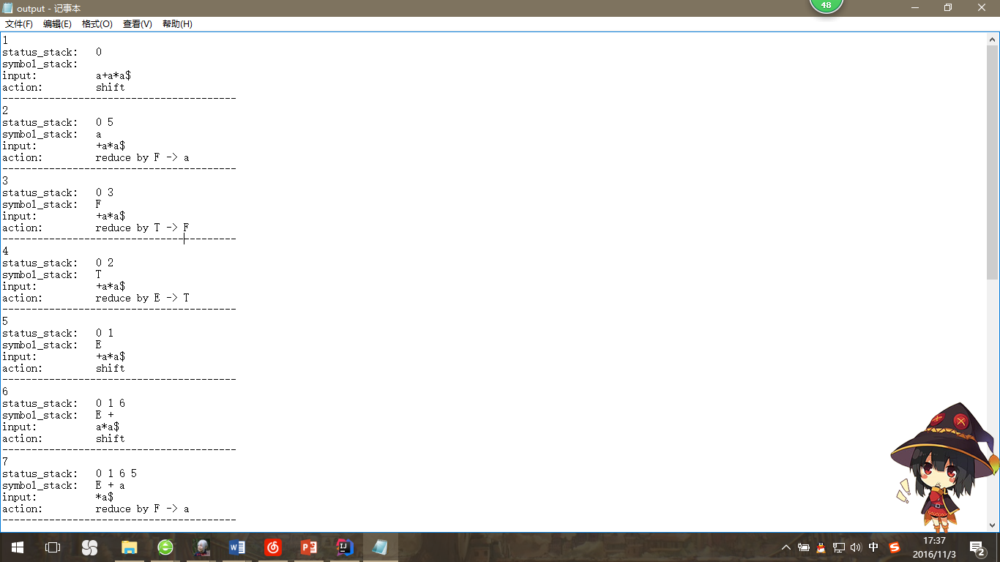 output - 记事本
48
文件(F) 编辑(E) 格式(O) 查看(V) 帮助(H)
1
status_stack: 0
symbol_stack:
input: a+a*a$
action: shift
----------------------------------------
2
status_stack: 0 5
symbol_stack: a
input: +a*a$
action: reduce by F -> a
----------------------------------------
3
status_stack: 0 3
symbol_stack: F
input: +a*a$
action: reduce by T -> F
----------------------------------------
4
status_stack: 0 2
symbol_stack: T
input: +a*a$
action: reduce by E -> T
----------------------------------------
5
status_stack: 0 1
symbol_stack: E
input: +a*a$
action: shift
----------------------------------------
6
status_stack: 0 1 6
symbol_stack: E +
input: a*a$
action: shift
----------------------------------------
7
status_stack: 0 1 6 5
symbol_stack: E + a
input: *a$
action: reduce by F -> a
----------------------------------------
中
17:37
2016/11/3
2